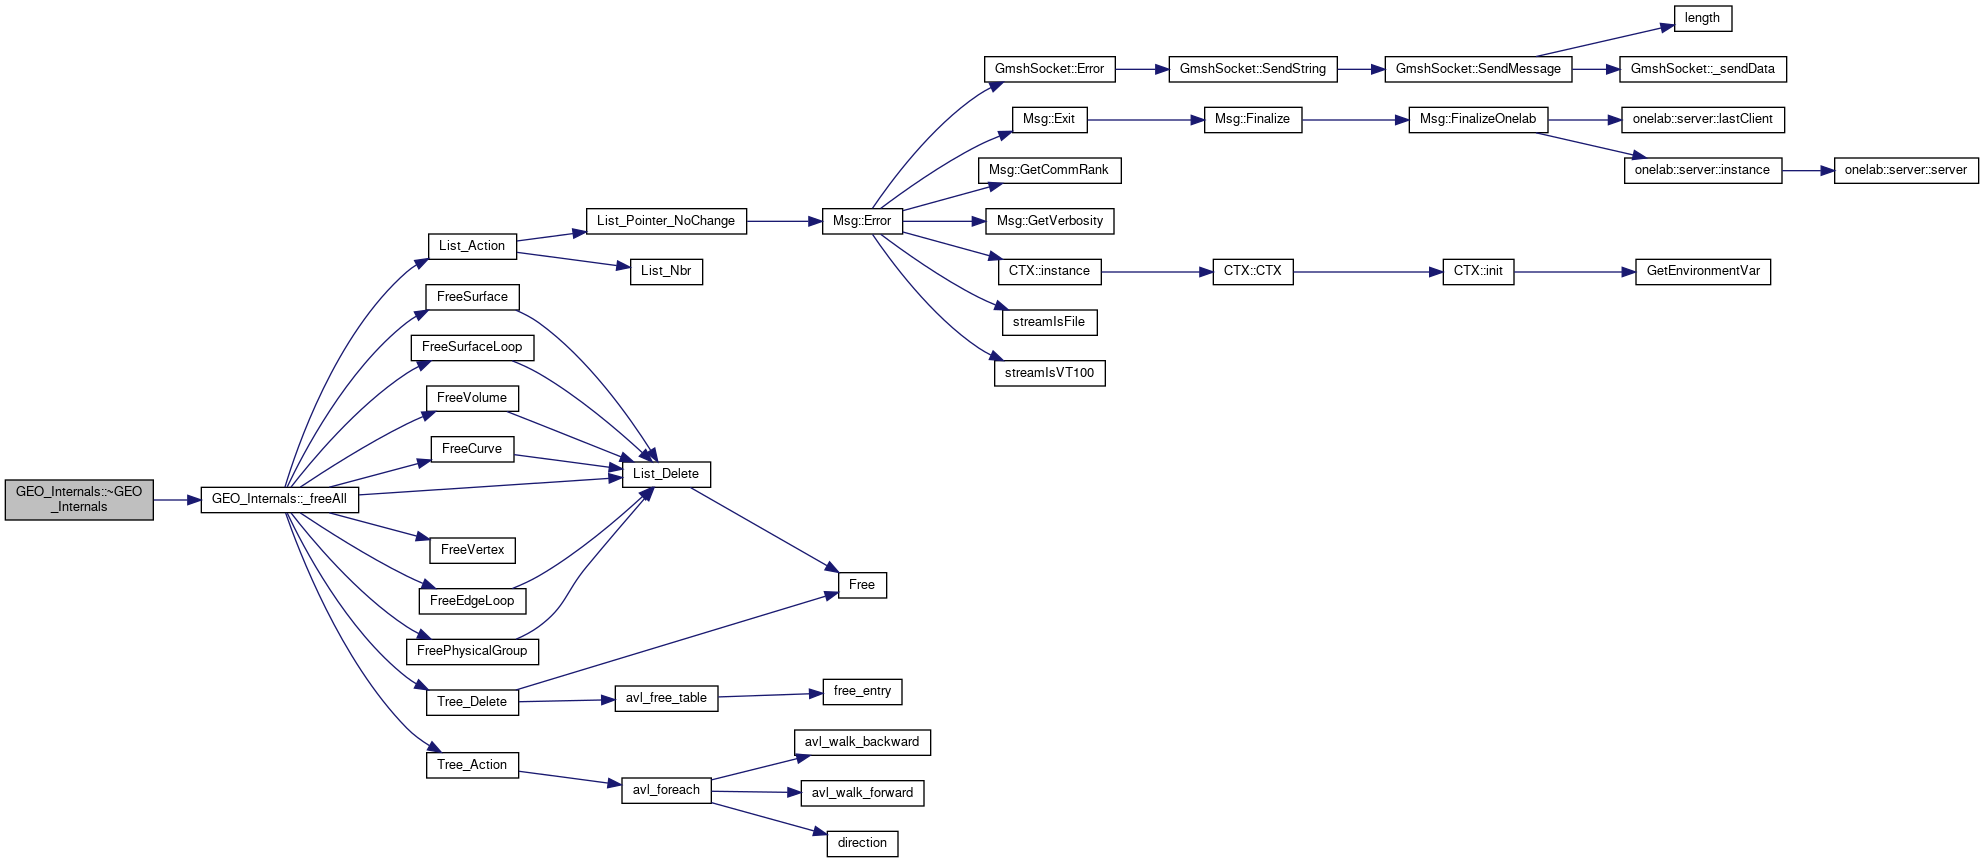 GEO_Internals::~GEO
_Internals
GEO_Internals::_freeAll
List_Action
FreeSurface
FreeSurfaceLoop
FreeVolume
FreeCurve
FreeVertex
FreeEdgeLoop
FreePhysicalGroup
Tree_Delete
Tree_Action
List_Pointer_NoChange
List_Nbr
List_Delete
avl_free_table
avl_foreach
Msg::Error
Free
free_entry
avl_walk_backward
avl_walk_forward
direction
GmshSocket::Error
Msg::Exit
Msg::GetCommRank
Msg::GetVerbosity
CTX::instance
streamIsFile
streamIsVT100
GmshSocket::SendString
Msg::Finalize
CTX::CTX
GmshSocket::SendMessage
Msg::FinalizeOnelab
CTX::init
length
GmshSocket::_sendData
onelab::server::lastClient
onelab::server::instance
GetEnvironmentVar
onelab::server::server